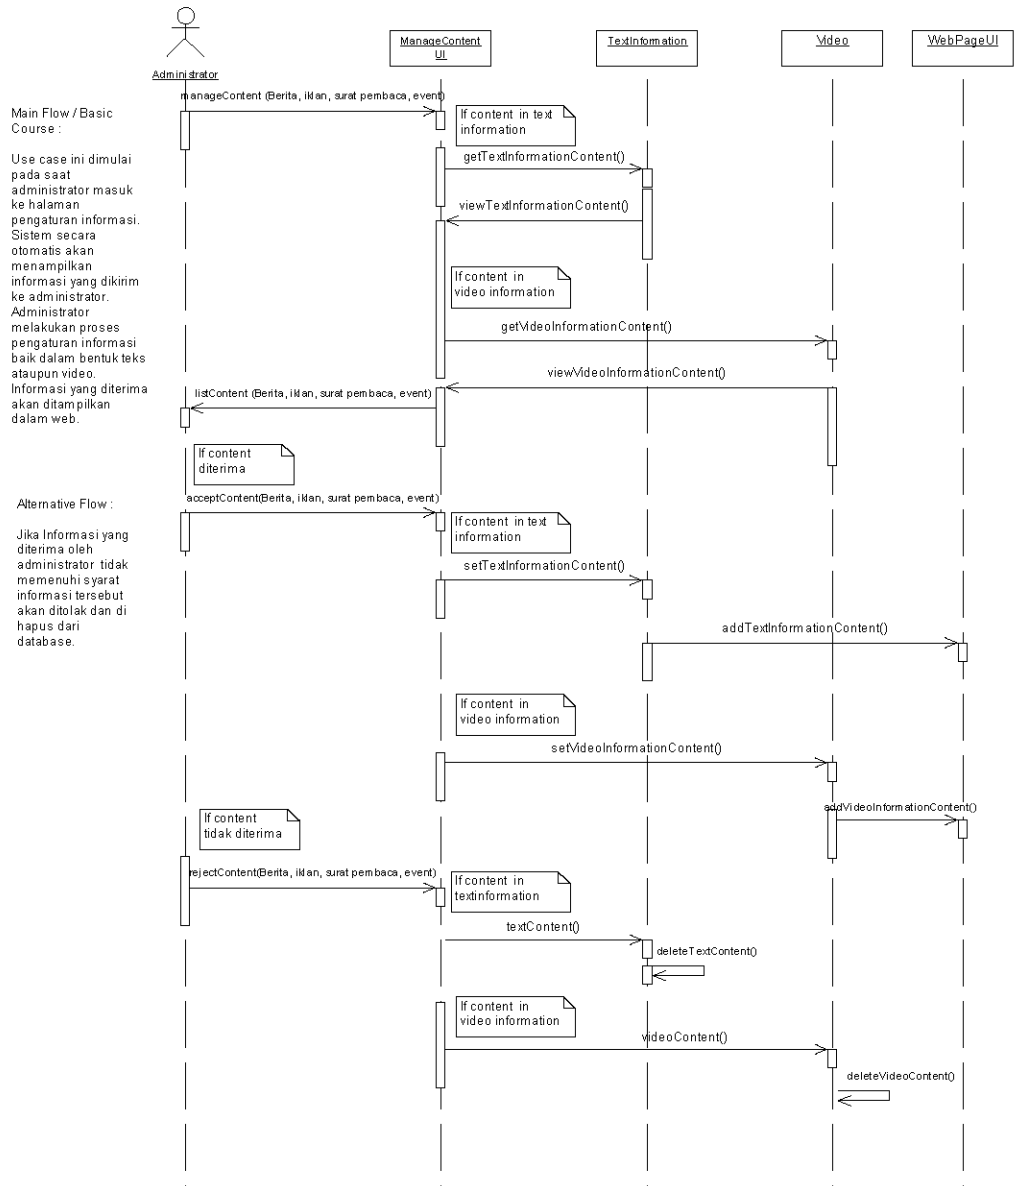 ManageContent
UI
TextInformation
Video
WebPageUI
Administrator
manageContent (Berita, iklan, surat pembaca, event)
Main Flow / Basic
Course :
Use case ini dimulai
pada saat
administrator masuk
ke halaman
pengaturan informasi.
Sistem secara
otomatis akan
menampilkan
informasi yang dikirim
ke administrator.
Administrator
melakukan proses
pengaturan informasi
baik dalam bentuk teks
ataupun video.
Informasi yang diterima
akan ditampilkan
dalam web.
If content in text
information
getTextInformationContent()
viewTextInformationContent()
If content in
video information
getVideoInformationContent()
viewVideoInformationContent()
listContent (Berita, iklan, surat pembaca, event)
If content
diterima
Alternative Flow :
Jika Informasi yang
diterima oleh
administrator tidak
memenuhi syarat
informasi tersebut
akan ditolak dan di
hapus dari
database.
acceptContent(Berita, iklan, surat pembaca, event)
If content in text
information
setTextInformationContent()
addTextInformationContent()
If content in
video information
setVideoInformationContent()
addVideoInformationContent()
If content
tidak diterima
rejectContent(Berita, iklan, surat pembaca, event)
If content in
textinformation
textContent()
deleteTextContent()
If content in
video information
videoContent()
deleteVideoContent()